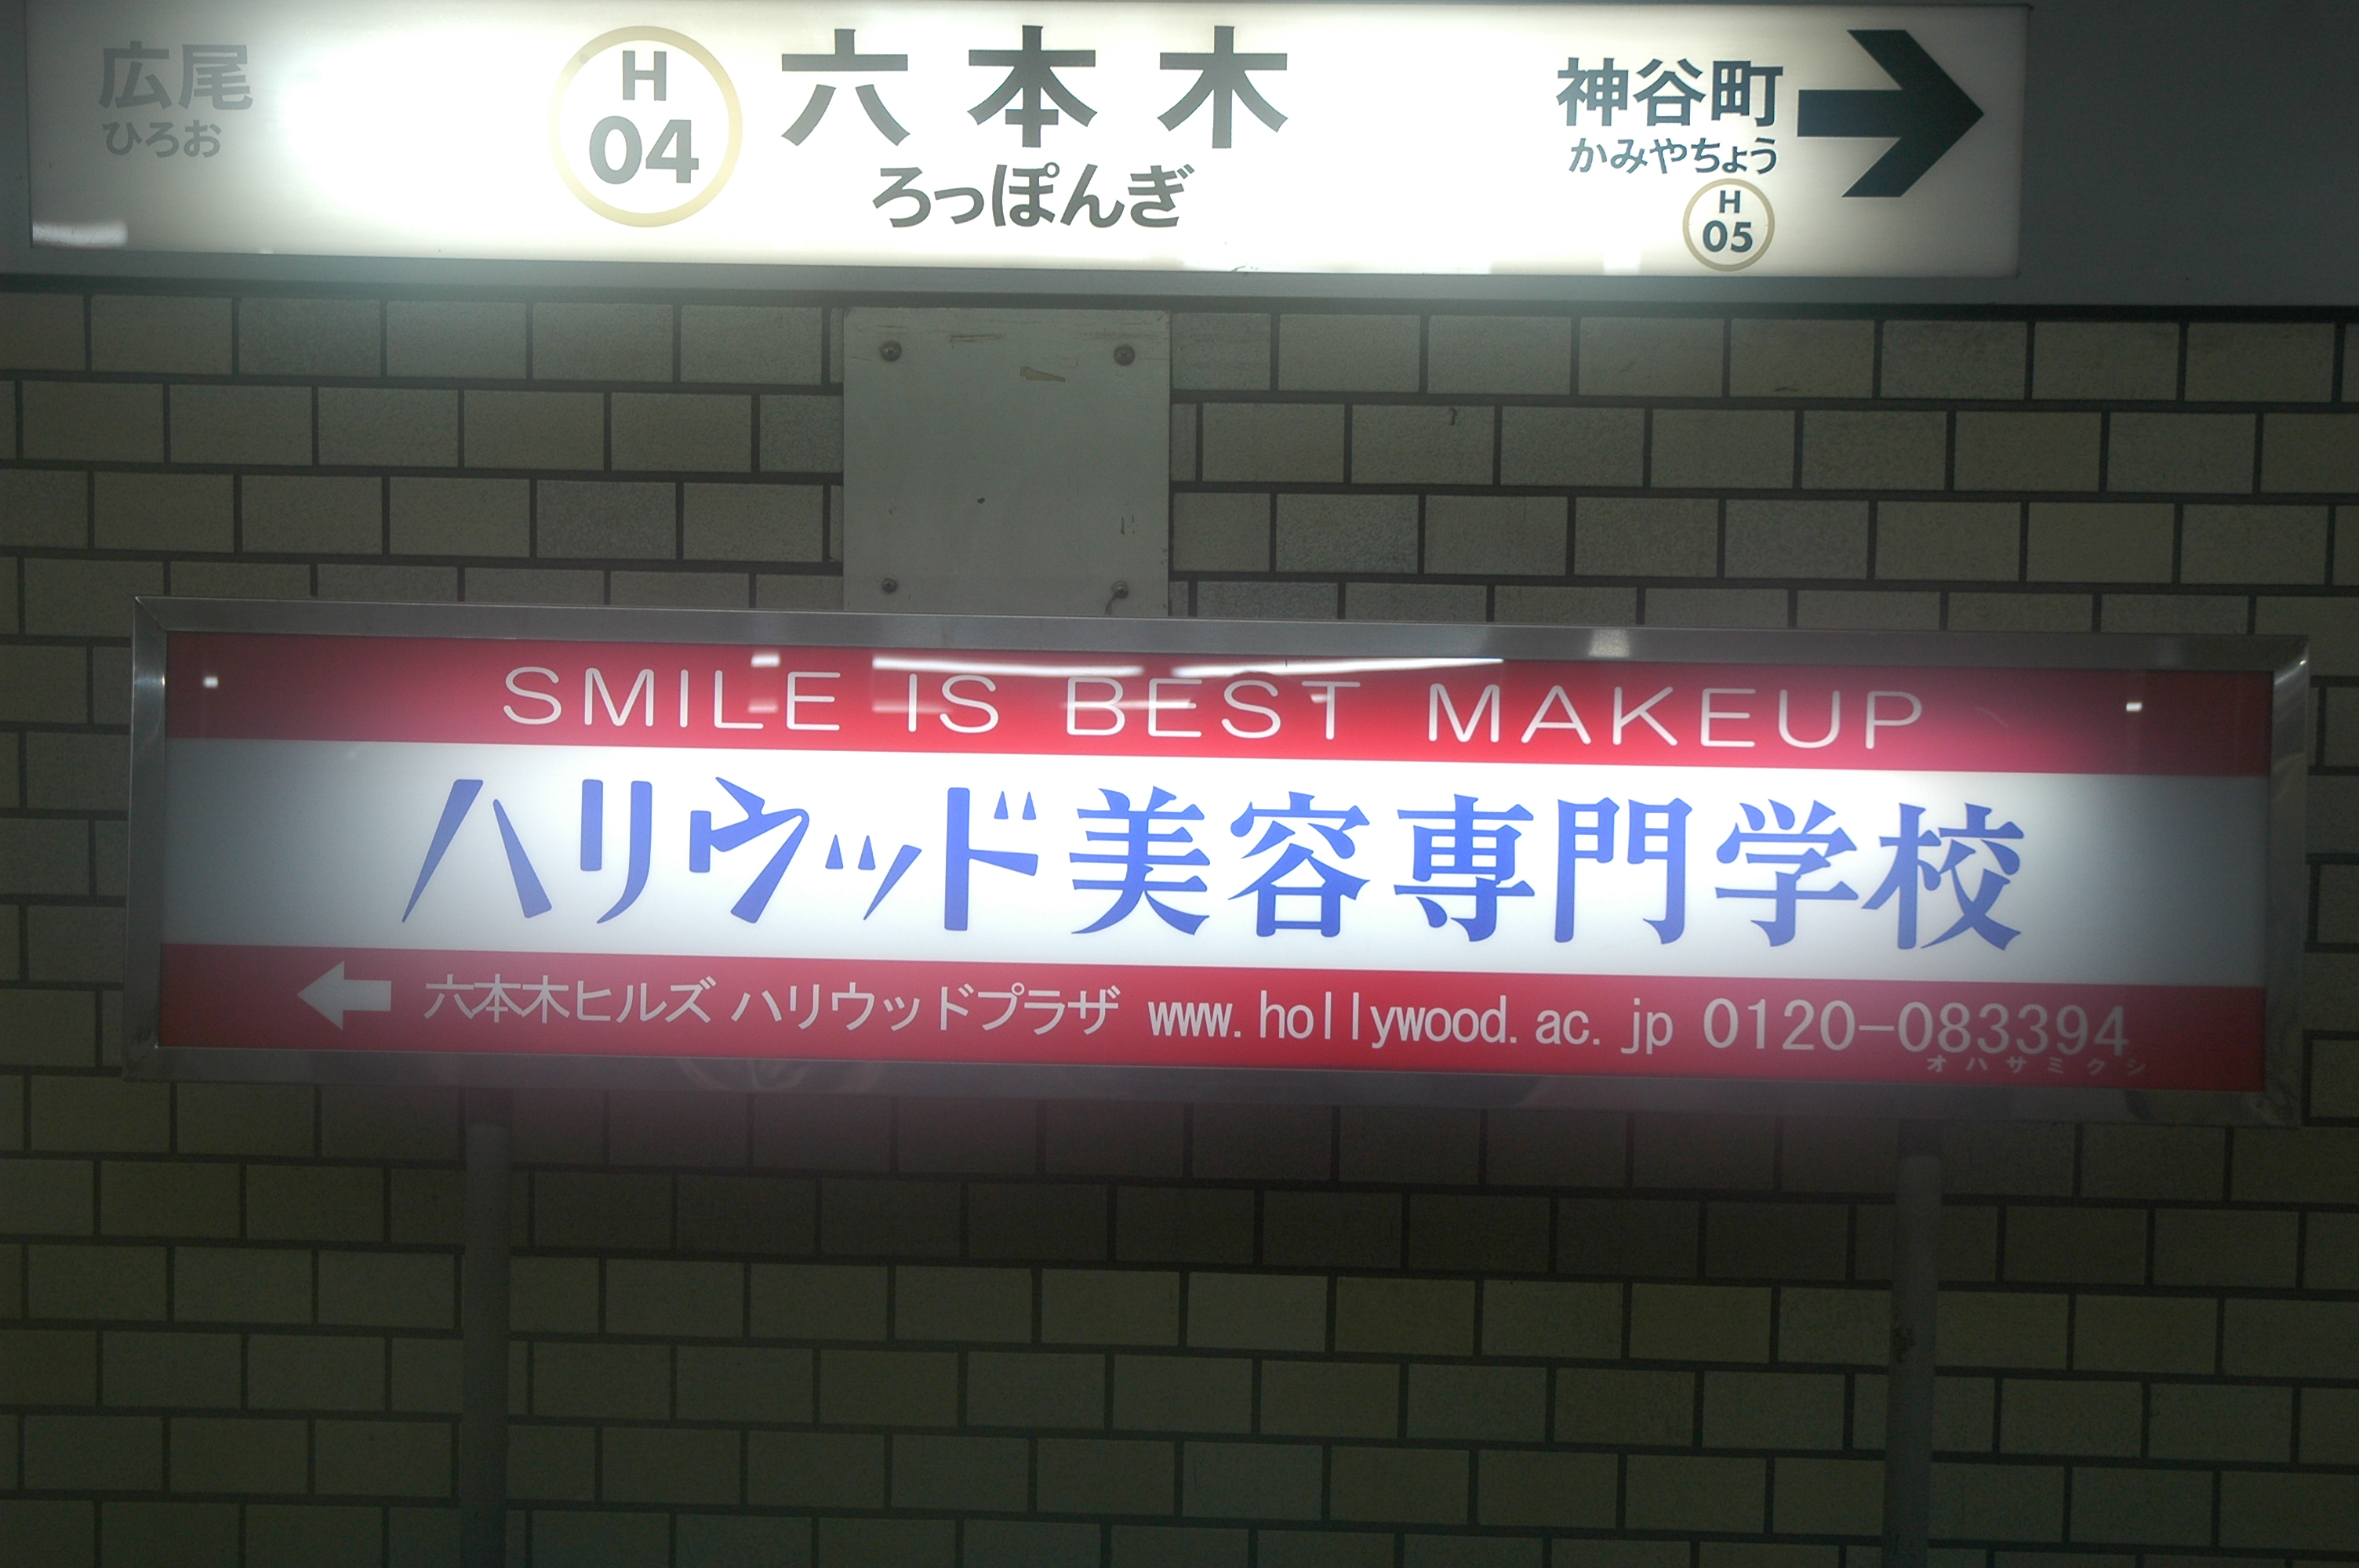 広尾
ひろお
H
04
六本木
ろっぽんぎ
神谷町
かみやちょう
H
05
SMILE IS BEST MAKEUP
ハリウッド美容専門学校
六本木ヒルズ ハリウッドプラザ www.hollywood.ac.jp 0120-083394
オハサミクシ